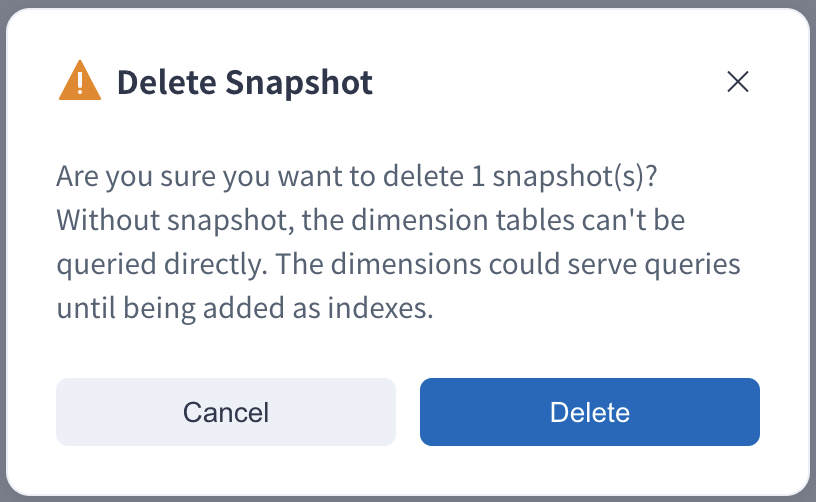 Delete Snapshot
Are you sure you want to delete 1 snapshot(s)?
Without snapshot, the dimension tables can't be
queried directly. The dimensions could serve queries
until being added as indexes.
Cancel
Delete